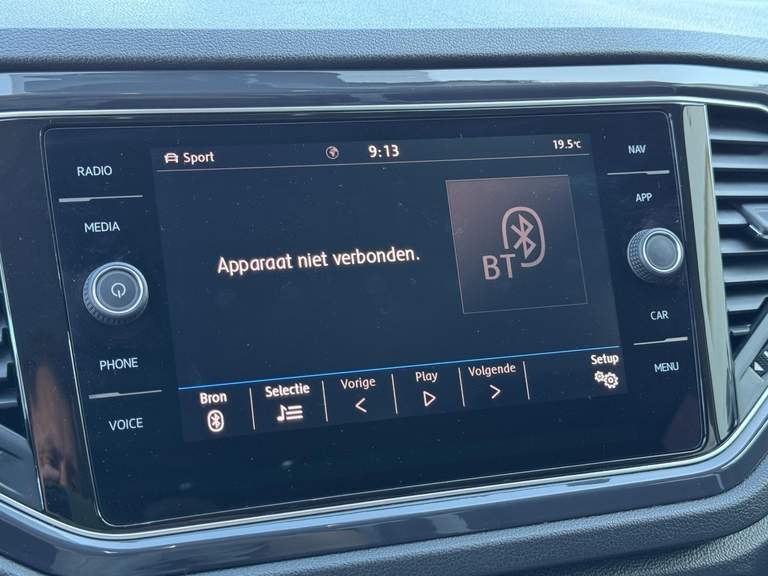 Sport 9:13 19.5°C
RADIO
MEDIA
PHONE
VOICE
Apparaat niet verbonden.
BT
Bron Selectie Vorige Play Volgende Setup
NAV
APP
CAR
MENU